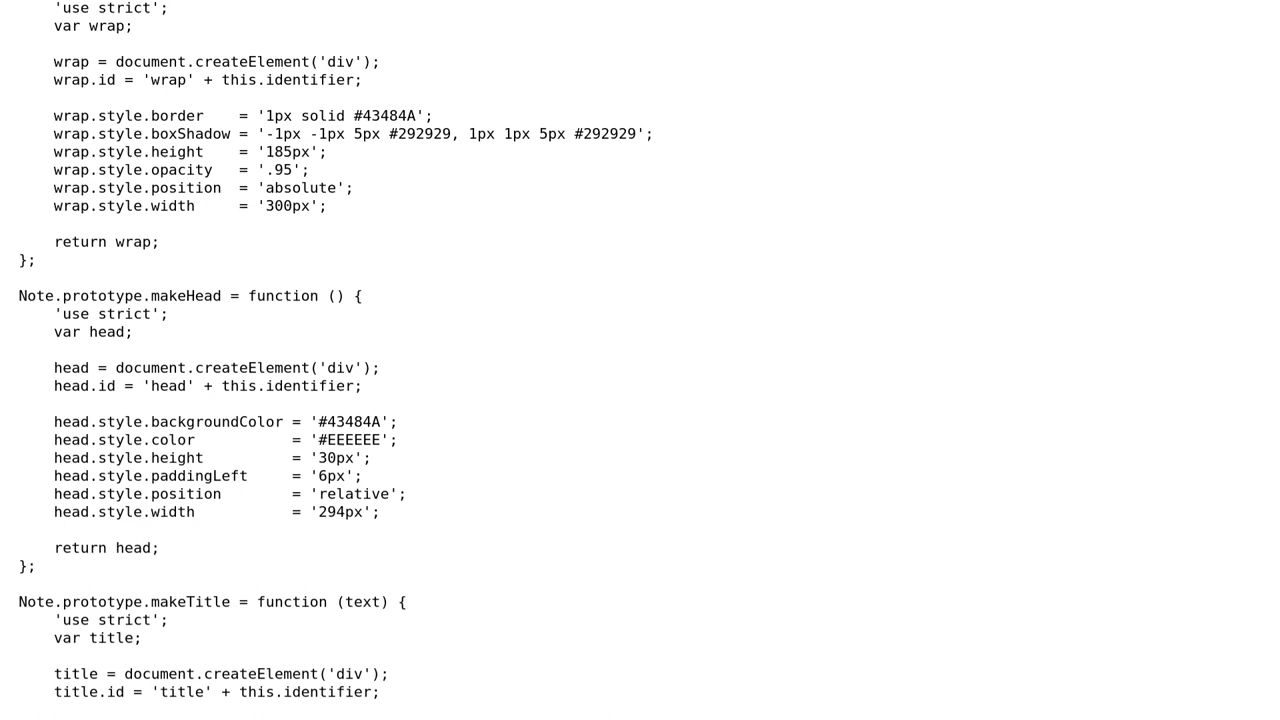 'use strict';
    var wrap;

    wrap = document.createElement('div');
    wrap.id = 'wrap' + this.identifier;

    wrap.style.border    = '1px solid #43484A';
    wrap.style.boxShadow = '-1px -1px 5px #292929, 1px 1px 5px #292929';
    wrap.style.height    = '185px';
    wrap.style.opacity   = '.95';
    wrap.style.position  = 'absolute';
    wrap.style.width     = '300px';

    return wrap;
};

Note.prototype.makeHead = function () {
    'use strict';
    var head;

    head = document.createElement('div');
    head.id = 'head' + this.identifier;

    head.style.backgroundColor = '#43484A';
    head.style.color           = '#EEEEEE';
    head.style.height          = '30px';
    head.style.paddingLeft     = '6px';
    head.style.position        = 'relative';
    head.style.width           = '294px';

    return head;
};

Note.prototype.makeTitle = function (text) {
    'use strict';
    var title;

    title = document.createElement('div');
    title.id = 'title' + this.identifier;